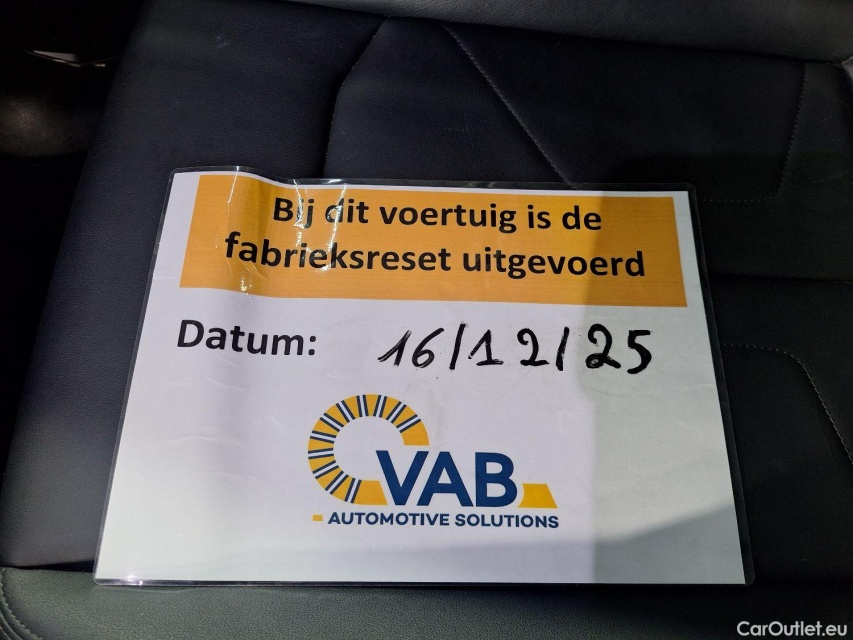 Bij dit voertuig is de
fabrieksreset uitgevoerd
Datum: 16/12/25
VAB
AUTOMOTIVE SOLUTIONS
CarOutlet.eu